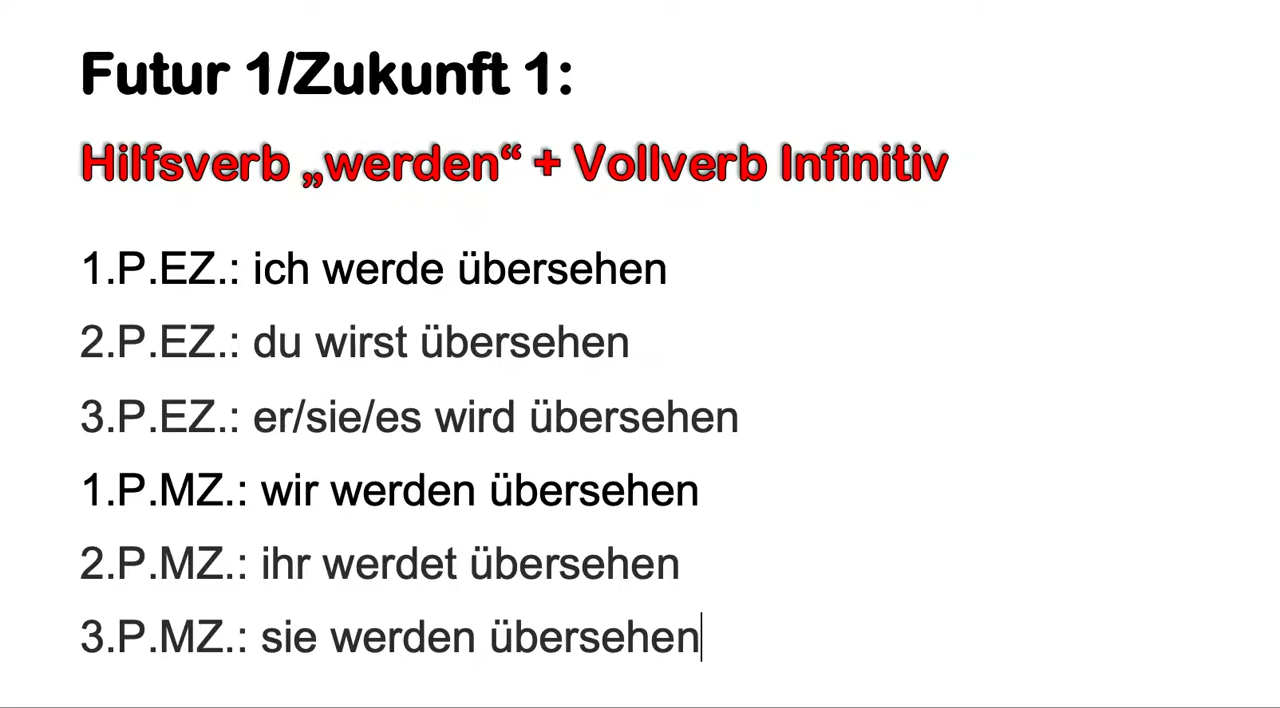 Futur 1/Zukunft 1:
Hilfsverb „werden“ + Vollverb Infinitiv
1.P.EZ.: ich werde übersehen
2.P.EZ.: du wirst übersehen
3.P.EZ.: er/sie/es wird übersehen
1.P.MZ.: wir werden übersehen
2.P.MZ.: ihr werdet übersehen
3.P.MZ.: sie werden übersehen